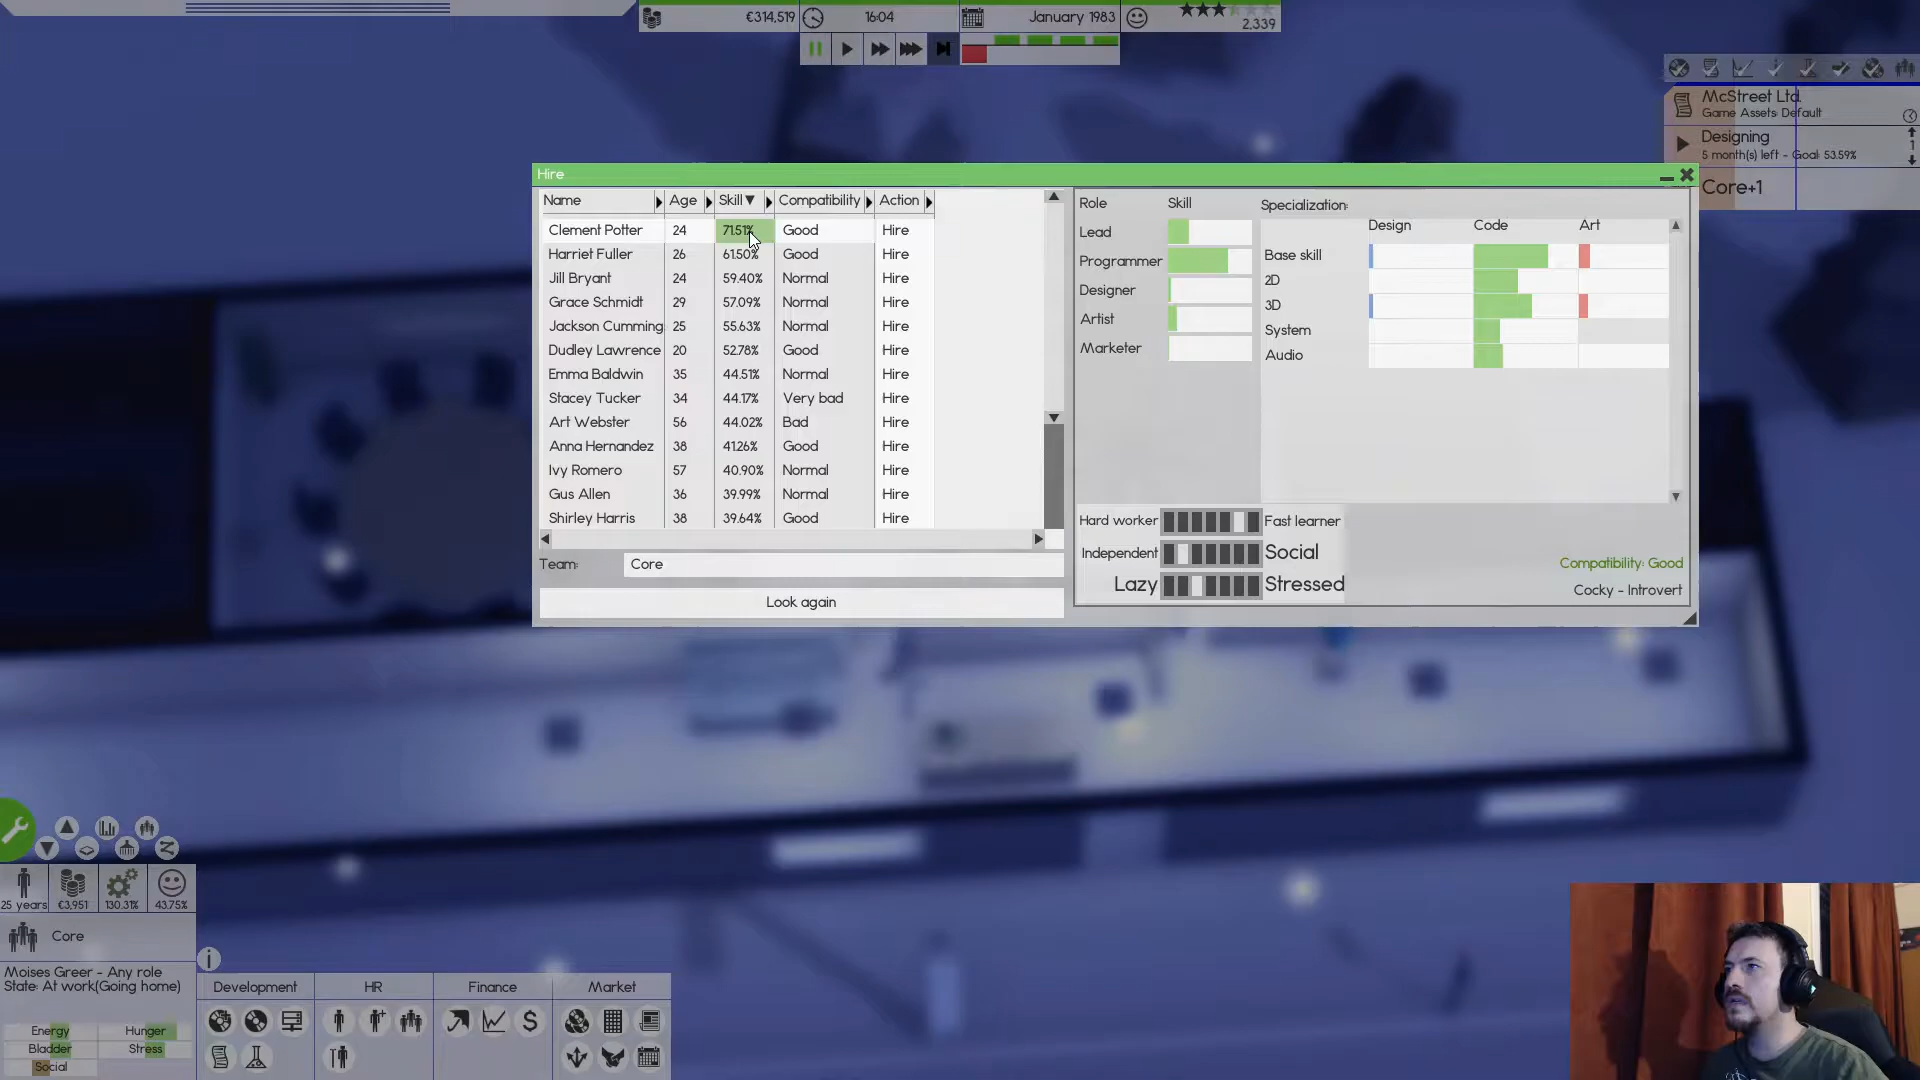 €314,519
16:04
January 1983
2,339
McStreet Ltd.
Game Assets: Default
Designing
5 month(s) left - Goal: 53.59%
1
Core+1
Hire
Name Age Skill▼ Compatibility Action
Clement Potter 24 71.51% Good Hire
Harriet Fuller 26 61.50% Good Hire
Jill Bryant 24 59.40% Normal Hire
Grace Schmidt 29 57.09% Normal Hire
Jackson Cumming 25 55.63% Normal Hire
Dudley Lawrence 20 52.78% Good Hire
Emma Baldwin 35 44.51% Normal Hire
Stacey Tucker 34 44.17% Very bad Hire
Art Webster 56 44.02% Bad Hire
Anna Hernandez 38 41.26% Good Hire
Ivy Romero 57 40.90% Normal Hire
Gus Allen 36 39.99% Normal Hire
Shirley Harris 38 39.64% Good Hire
Team: Core
Look again
Role Skill
Lead
Programmer
Designer
Artist
Marketer
Specialization:
Design Code Art
Base skill
2D
3D
System
Audio
Hard worker Fast learner
Independent Social
Lazy Stressed
Compatibility: Good
Cocky - Introvert
25 years €3,951 130.31% 43.75%
Core
Moises Greer - Any role
State: At work(Going home)
Energy Hunger
Bladder Stress
Social
i
Development HR Finance Market
$